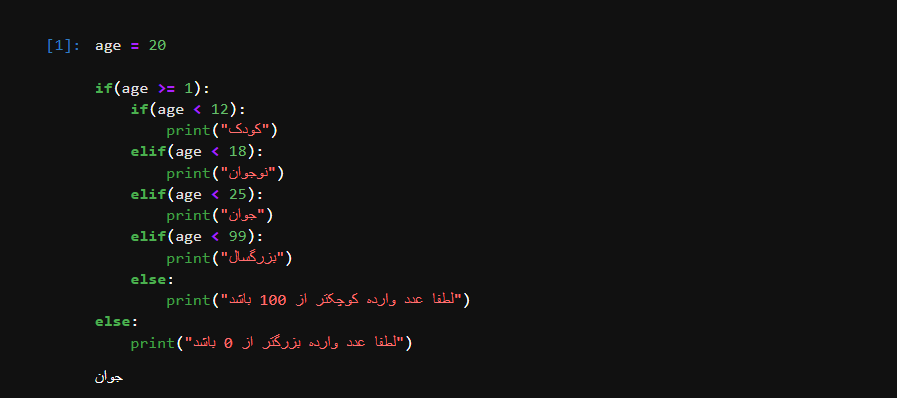 [1]: age = 20
if(age >= 1):
if(age < 12):
print("کودک")
elif(age < 18):
print("نوجوان")
elif(age < 25):
print("جوان")
elif(age < 99):
print("بزرگسال")
else:
print("لطفا عدد وارده کوچکتر از 100 باشد")
else:
print("لطفا عدد وارده بزرگتر از 0 باشد")
جوان